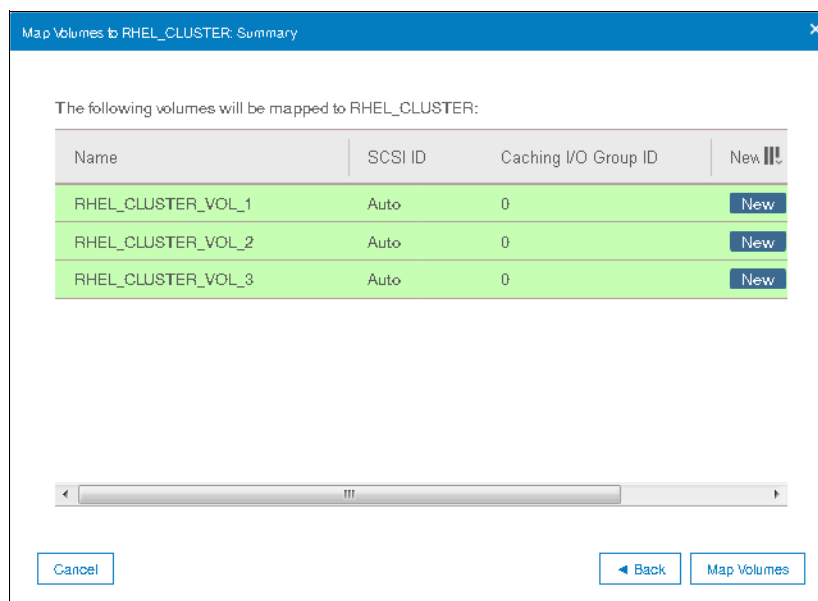 Map Volumes to RHEL_CLUSTER: Summary
The following volumes will be mapped to RHEL_CLUSTER:
Name SCSI ID Caching I/O Group ID New
RHEL_CLUSTER_VOL_1 Auto 0 New
RHEL_CLUSTER_VOL_2 Auto 0 New
RHEL_CLUSTER_VOL_3 Auto 0 New
Cancel ◄ Back Map Volumes